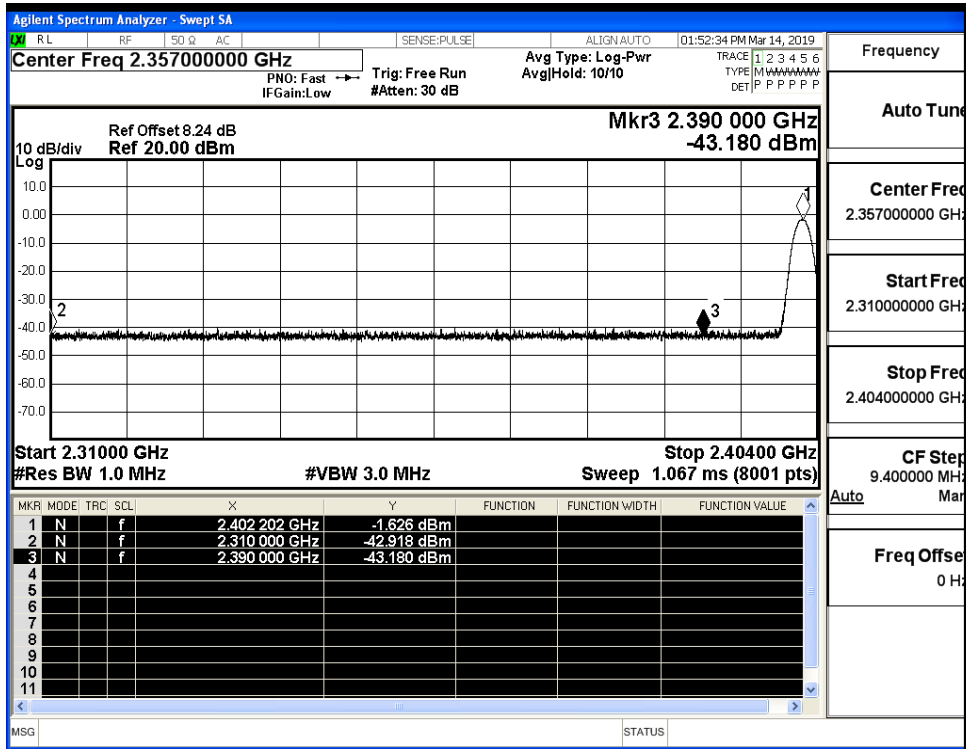 Agilent Spectrum Analyzer - Swept SA
LXI RL RF 50 Ω AC SENSE:PULSE ALIGN AUTO 01:52:34 PM Mar 14, 2019
Center Freq 2.357000000 GHz
PNO: Fast
IFGain:Low
Trig: Free Run
#Atten: 30 dB
Avg Type: Log-Pwr
Avg|Hold: 10/10
TRACE 1 2 3 4 5 6
TYPE M
DET P P P P P P
Mkr3 2.390 000 GHz
-43.180 dBm
Ref Offset 8.24 dB
10 dB/div Ref 20.00 dBm
Log
10.0
0.00
-10.0
-20.0
-30.0
-40.0
-50.0
-60.0
-70.0
1
2
3
Start 2.31000 GHz Stop 2.40400 GHz
#Res BW 1.0 MHz #VBW 3.0 MHz Sweep 1.067 ms (8001 pts)
MKR MODE TRC SCL X Y FUNCTION FUNCTION WIDTH FUNCTION VALUE
1 N f 2.402 202 GHz -1.626 dBm
2 N f 2.310 000 GHz -42.918 dBm
3 N f 2.390 000 GHz -43.180 dBm
4
5
6
7
8
9
10
11
MSG STATUS
Frequency
Auto Tune
Center Freq
2.357000000 GHz
Start Freq
2.310000000 GHz
Stop Freq
2.404000000 GHz
CF Step
9.400000 MHz
Auto Man
Freq Offset
0 Hz